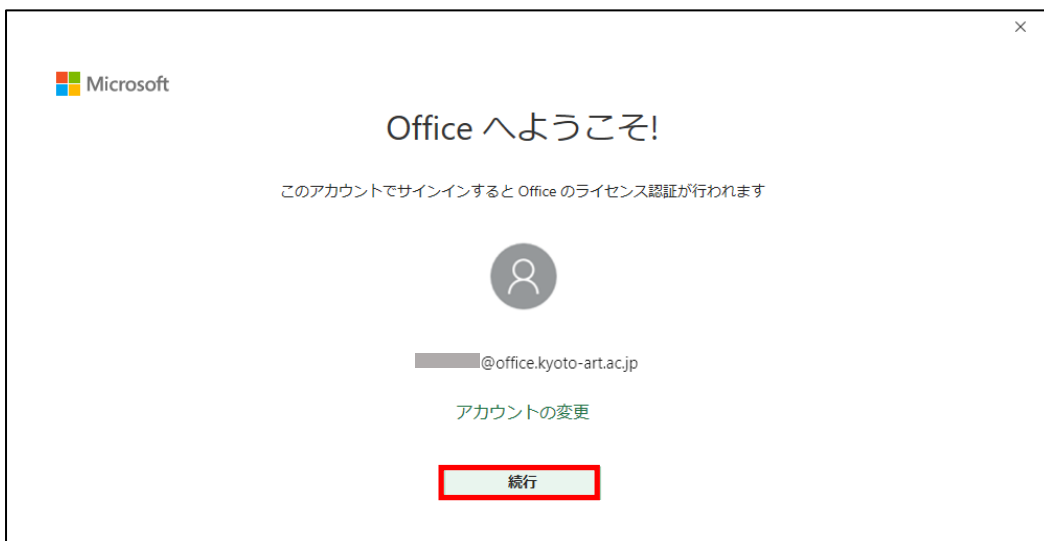 Microsoft
Office へようこそ!
このアカウントでサインインすると Office のライセンス認証が行われます
@office.kyoto-art.ac.jp
アカウントの変更
続行